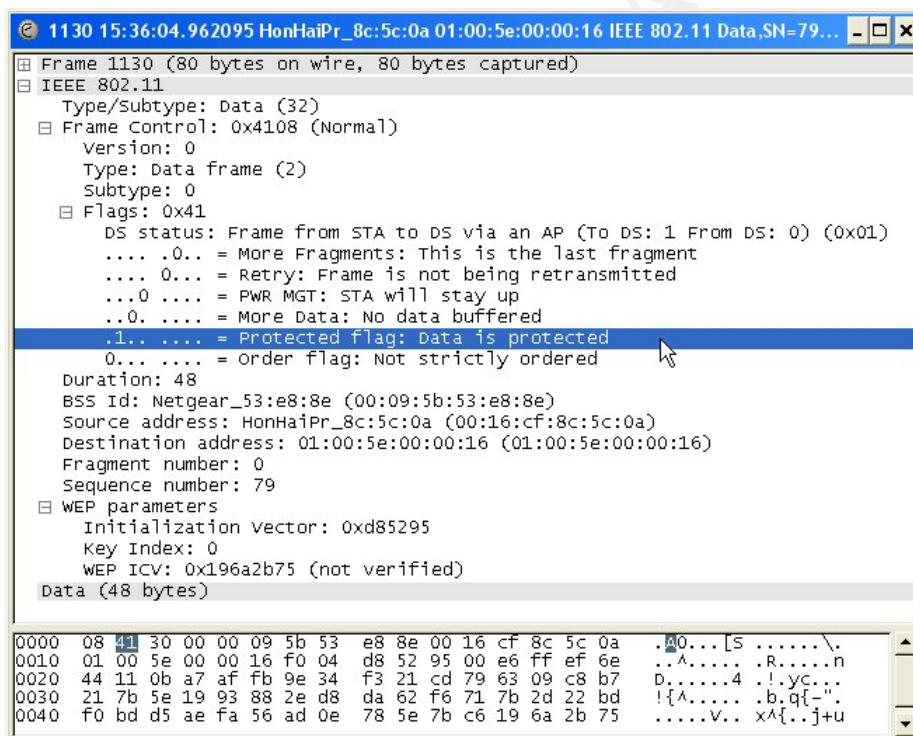 1130 15:36:04.962095 HonHaiPr_8c:5c:0a 01:00:5e:00:00:16 IEEE 802.11 Data,SN=79...
Frame 1130 (80 bytes on wire, 80 bytes captured)
IEEE 802.11
Type/Subtype: Data (32)
Frame Control: 0x4108 (Normal)
Version: 0
Type: Data frame (2)
Subtype: 0
Flags: 0x41
DS status: Frame from STA to DS via an AP (To DS: 1 From DS: 0) (0x01)
.... .0.. = More Fragments: This is the last fragment
.... 0... = Retry: Frame is not being retransmitted
...0 .... = PWR MGT: STA will stay up
..0. .... = More Data: No data buffered
.1.. .... = Protected flag: Data is protected
0... .... = Order flag: Not strictly ordered
Duration: 48
BSS Id: Netgear_53:e8:8e (00:09:5b:53:e8:8e)
Source address: HonHaiPr_8c:5c:0a (00:16:cf:8c:5c:0a)
Destination address: 01:00:5e:00:00:16 (01:00:5e:00:00:16)
Fragment number: 0
Sequence number: 79
WEP parameters
Initialization Vector: 0xd85295
Key Index: 0
WEP ICV: 0x196a2b75 (not verified)
Data (48 bytes)
0000 08 41 30 00 00 09 5b 53 e8 8e 00 16 cf 8c 5c 0a .A0...[S ......\.
0010 01 00 5e 00 00 16 f0 04 d8 52 95 00 e6 ff ef 6e ..^..... .R.....n
0020 44 11 0b a7 af fb 9e 34 f3 21 cd 79 63 09 c8 b7 D......4 .!.yc...
0030 21 7b 5e 19 93 88 2e d8 da 62 f6 71 7b 2d 22 bd !{^..... .b.q{-".
0040 f0 bd d5 ae fa 56 ad 0e 78 5e 7b c6 19 6a 2b 75 .....V.. x^{..j+u